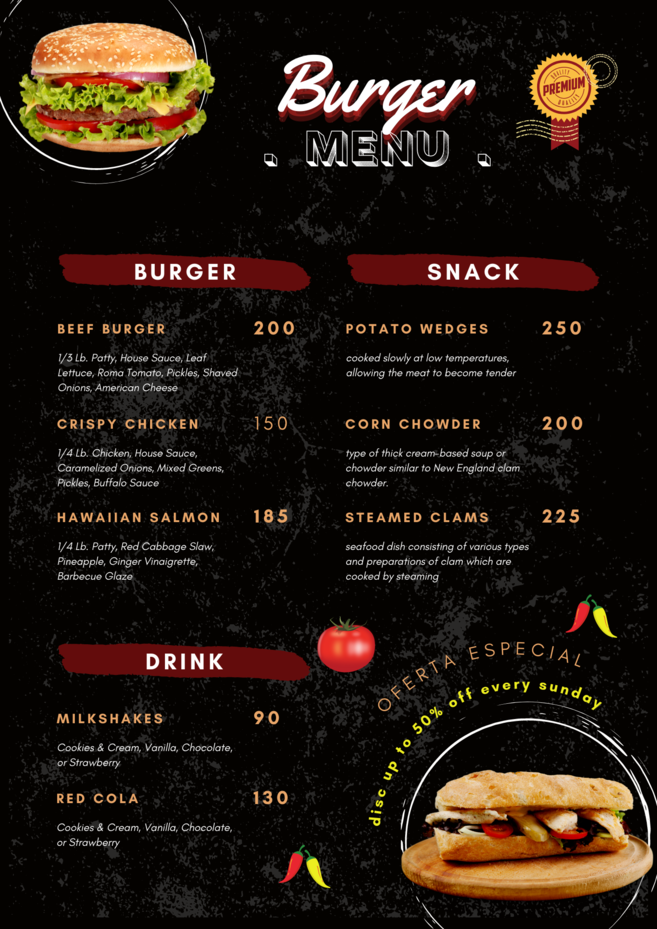 Burger
MENU
QUALITY
PREMIUM
QUALITY
BURGER
BEEF BURGER 200
1/3 Lb. Patty, House Sauce, Leaf
Lettuce, Roma Tomato, Pickles, Shaved
Onions, American Cheese
CRISPY CHICKEN 150
1/4 Lb. Chicken, House Sauce,
Caramelized Onions, Mixed Greens,
Pickles, Buffalo Sauce
HAWAIIAN SALMON 185
1/4 Lb. Patty, Red Cabbage Slaw,
Pineapple, Ginger Vinaigrette,
Barbecue Glaze
SNACK
POTATO WEDGES 250
cooked slowly at low temperatures,
allowing the meat to become tender
CORN CHOWDER 200
type of thick cream-based soup or
chowder similar to New England clam
chowder.
STEAMED CLAMS 225
seafood dish consisting of various types
and preparations of clam which are
cooked by steaming
DRINK
MILKSHAKES 90
Cookies & Cream, Vanilla, Chocolate,
or Strawberry
RED COLA 130
Cookies & Cream, Vanilla, Chocolate,
or Strawberry
OFERTA ESPECIAL
disc up to 50% off every sunday